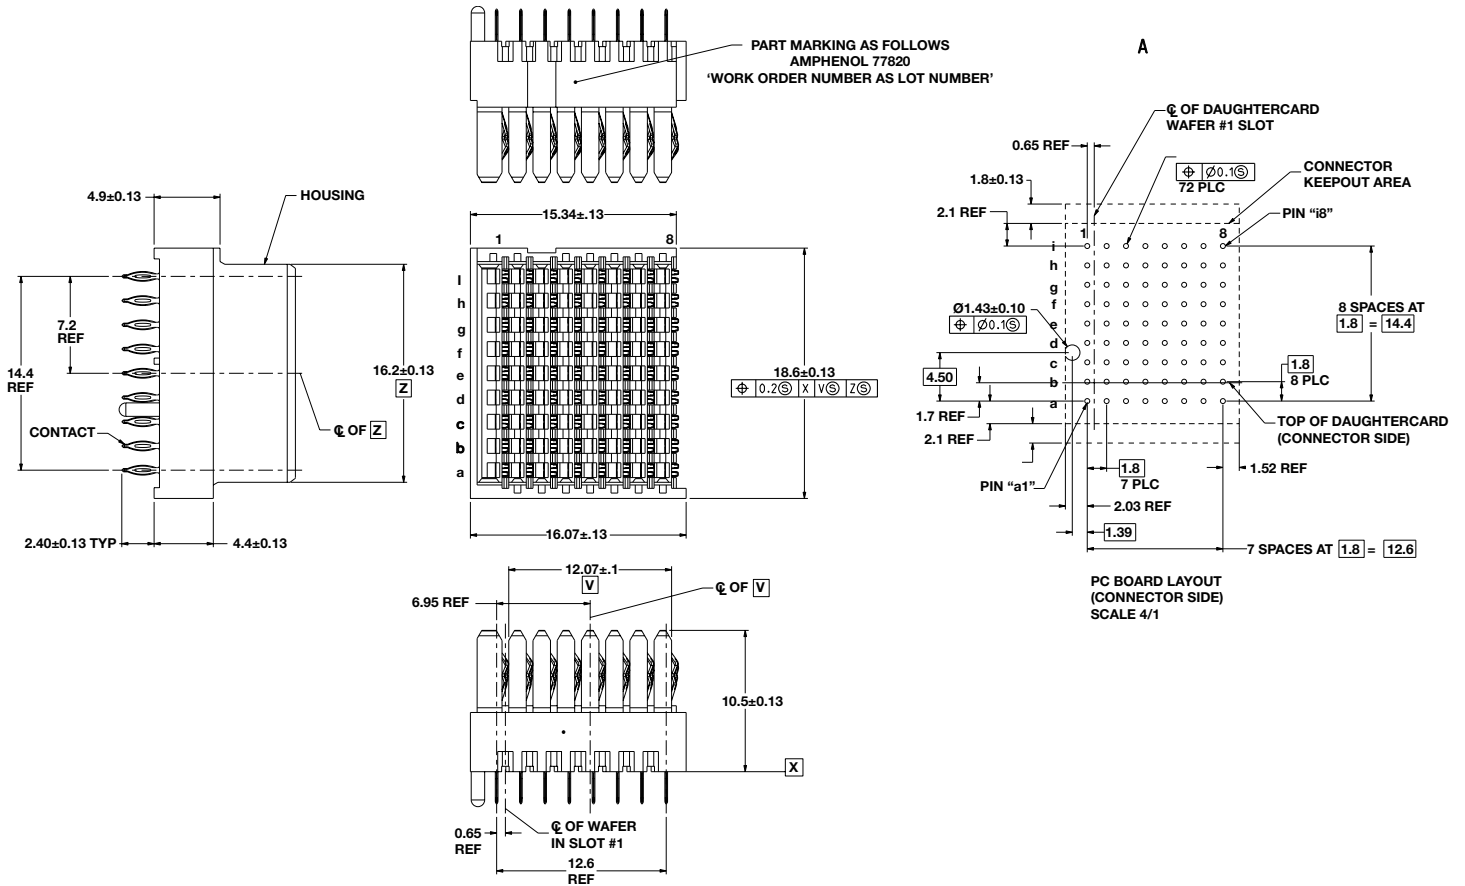 PART MARKING AS FOLLOWS
AMPHENOL 77820
‘WORK ORDER NUMBER AS LOT NUMBER’
A
℄ OF DAUGHTERCARD
WAFER #1 SLOT
0.65 REF
⌖ Ø0.1Ⓢ
72 PLC
CONNECTOR
KEEPOUT AREA
1.8±0.13
2.1 REF
PIN “i8”
1 8
i
h
g
f
e
d
c
b
a
Ø1.43±0.10
⌖ Ø0.1Ⓢ
8 SPACES AT
1.8 = 14.4
4.50
1.8
8 PLC
1.7 REF
2.1 REF
TOP OF DAUGHTERCARD
(CONNECTOR SIDE)
1.8
7 PLC
1.52 REF
PIN “a1”
2.03 REF
1.39
7 SPACES AT 1.8 = 12.6
PC BOARD LAYOUT
(CONNECTOR SIDE)
SCALE 4/1
4.9±0.13
HOUSING
7.2
REF
14.4
REF
16.2±0.13
Z
℄ OF Z
CONTACT
2.40±0.13 TYP
4.4±0.13
15.34±.13
1 8
I
h
g
f
e
d
c
b
a
18.6±0.13
⌖ 0.2Ⓢ X VⓈ ZⓈ
16.07±.13
12.07±.1
V
℄ OF V
6.95 REF
10.5±0.13
X
0.65
REF
℄ OF WAFER
IN SLOT #1
12.6
REF